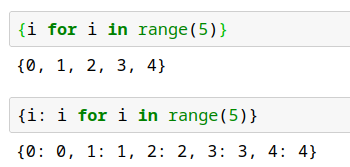 {i for i in range(5)}
{0, 1, 2, 3, 4}
{i: i for i in range(5)}
{0: 0, 1: 1, 2: 2, 3: 3, 4: 4}